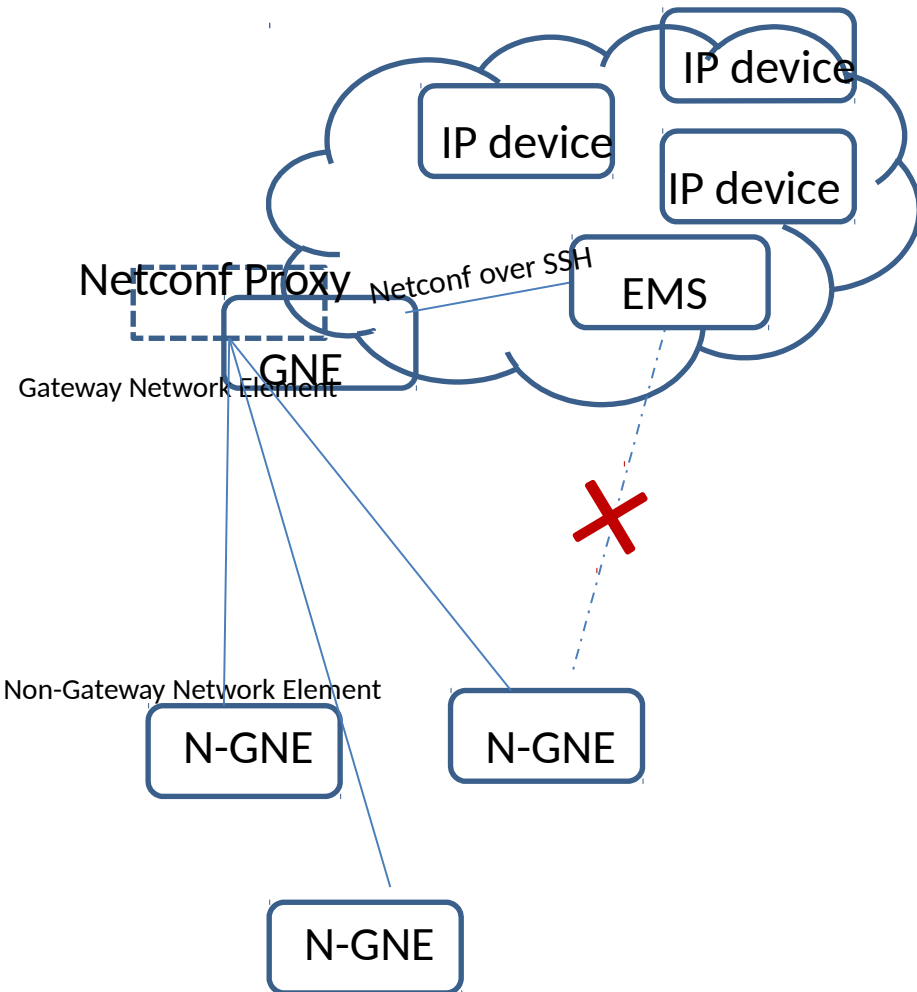 IP device
IP device
IP device
Netconf over SSH
EMS
Netconf Proxy
GNE
Gateway Network Element
Non-Gateway Network Element
N-GNE
N-GNE
N-GNE